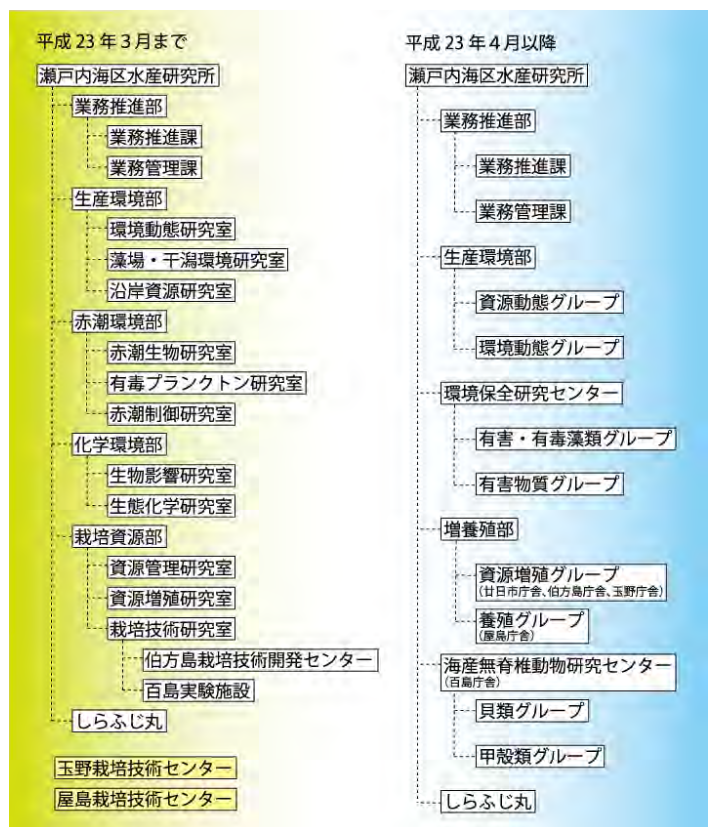 平成23年3月まで
瀬戸内海区水産研究所
業務推進部
業務推進課
業務管理課
生産環境部
環境動態研究室
藻場・干潟環境研究室
沿岸資源研究室
赤潮環境部
赤潮生物研究室
有毒プランクトン研究室
赤潮制御研究室
化学環境部
生物影響研究室
生態化学研究室
栽培資源部
資源管理研究室
資源増殖研究室
栽培技術研究室
伯方島栽培技術開発センター
百島実験施設
しらふじ丸
玉野栽培技術センター
屋島栽培技術センター
平成23年4月以降
瀬戸内海区水産研究所
業務推進部
業務推進課
業務管理課
生産環境部
資源動態グループ
環境動態グループ
環境保全研究センター
有害・有毒藻類グループ
有害物質グループ
増養殖部
資源増殖グループ
(廿日市庁舎、伯方島庁舎、玉野庁舎)
養殖グループ
(屋島庁舎)
海産無脊椎動物研究センター
(百島庁舎)
貝類グループ
甲殻類グループ
しらふじ丸